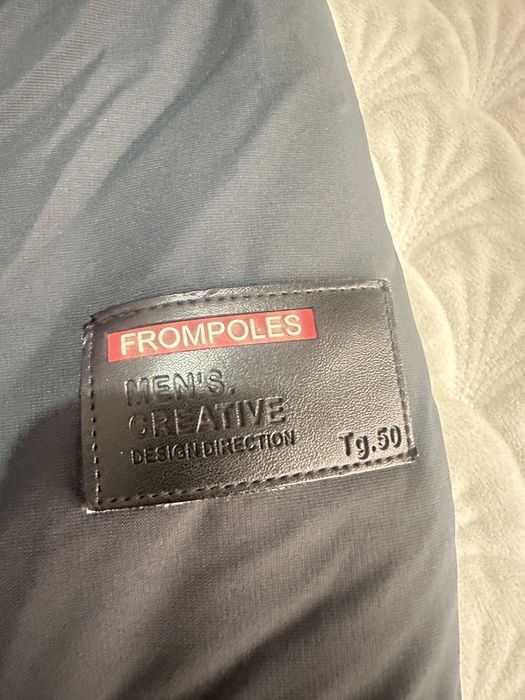 FROMPOLES
MEN'S.
CREATIVE
DESIGN DIRECTION
Tg.50